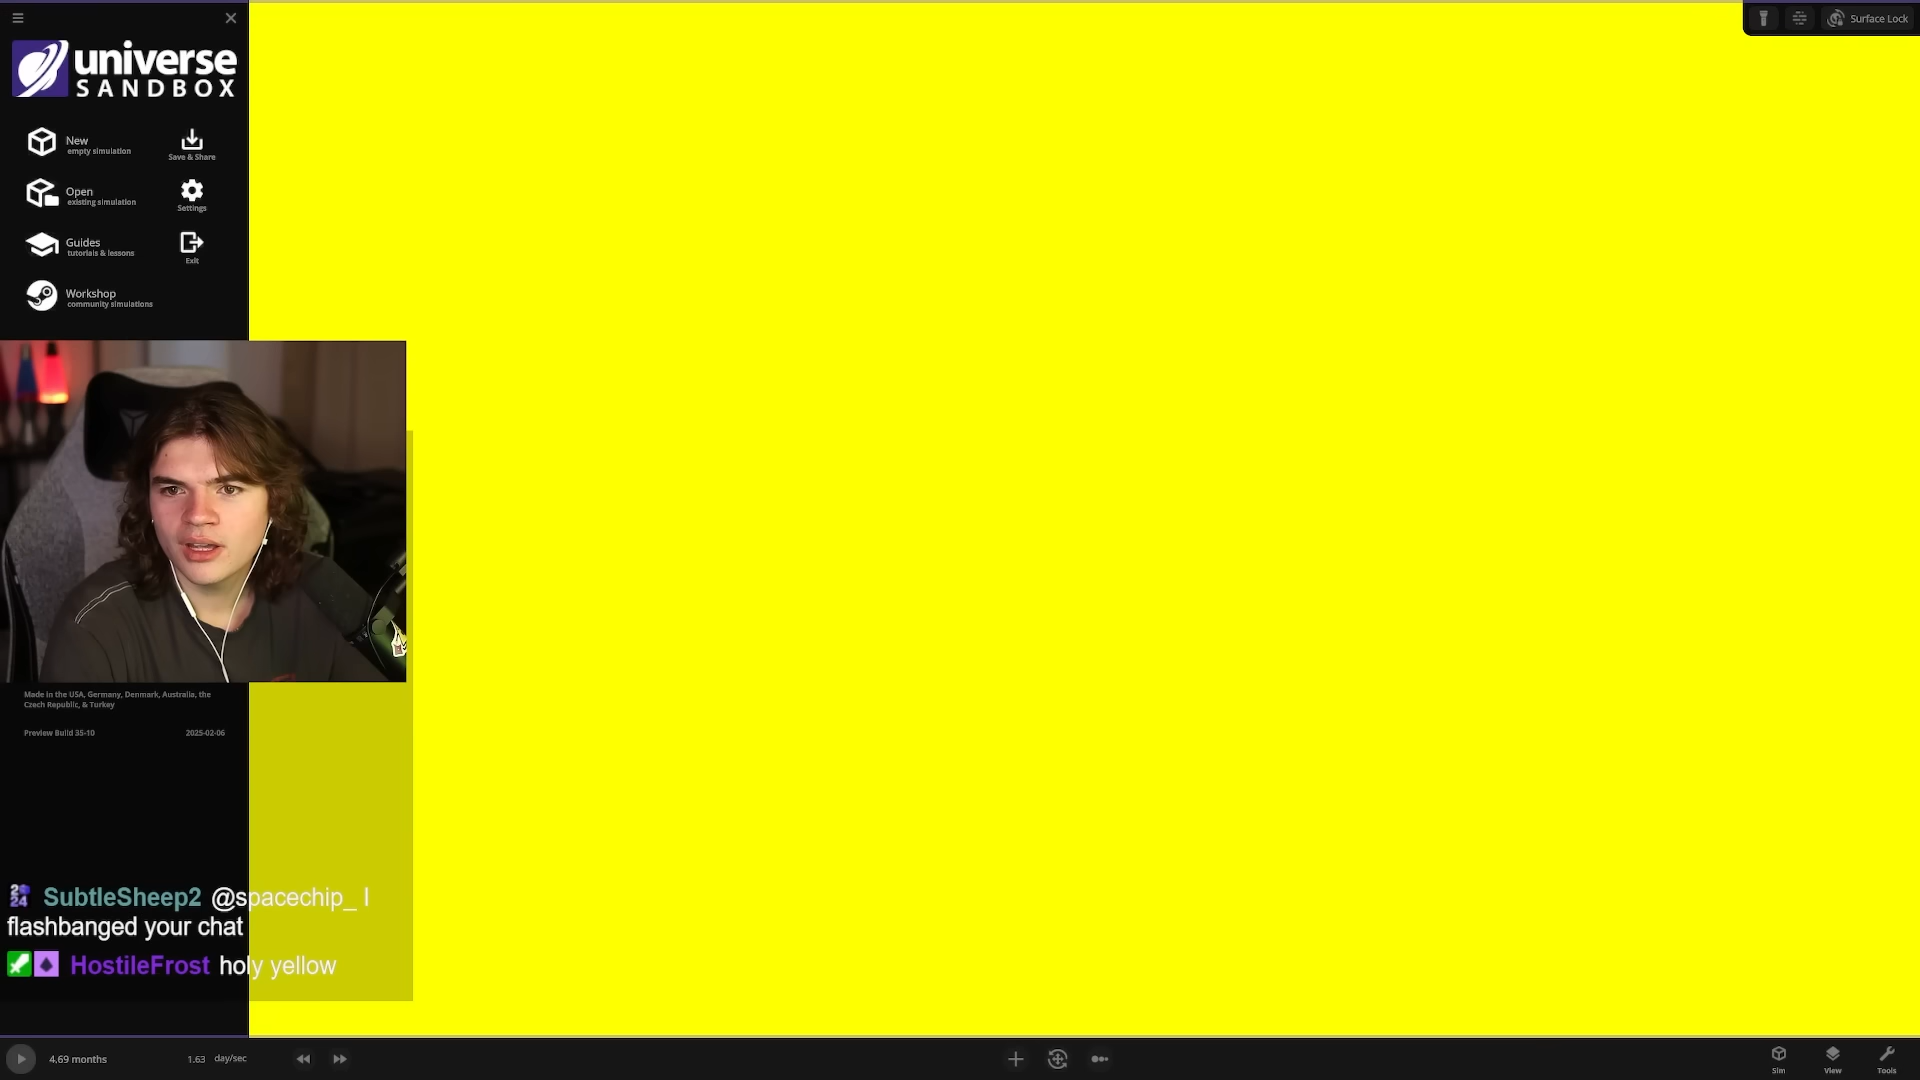 universe
SANDBOX
New
empty simulation
Save & Share
Open
existing simulation
Settings
Guides
tutorials & lessons
Exit
Workshop
community simulations
Surface Lock
Made in the USA, Germany, Denmark, Australia, the
Czech Republic, & Turkey
Preview Build 35-10
2025-02-06
2024 SubtleSheep2 @spacechip_ I
flashbanged your chat
HostileFrost holy yellow
4.69 months
1.63 day/sec
Sim
View
Tools